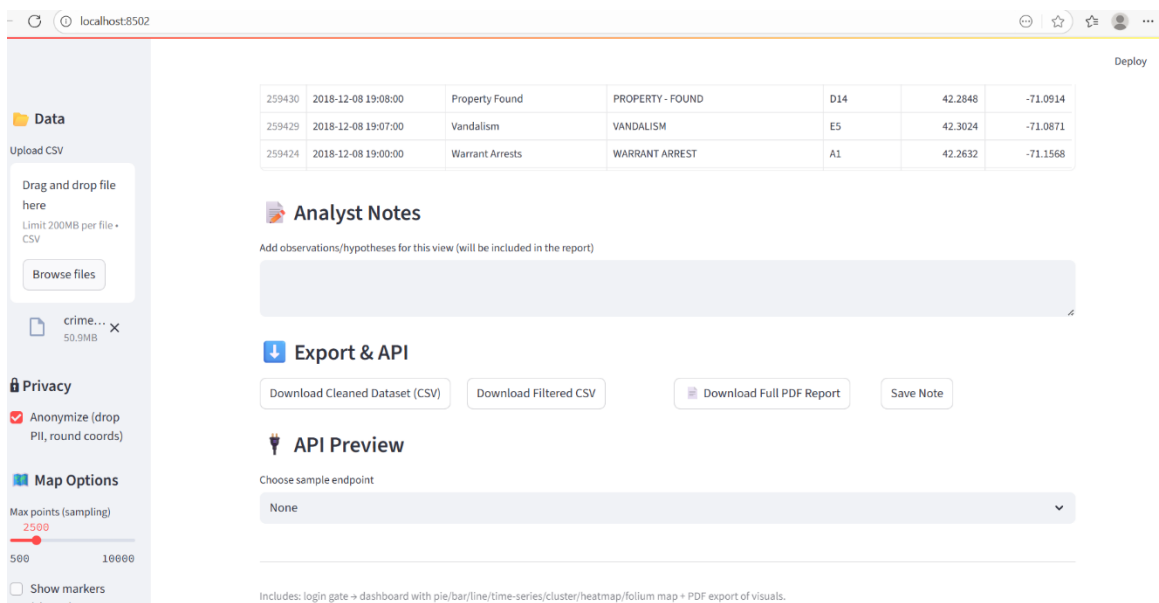 localhost:8502
Deploy
Data
Upload CSV
Drag and drop file
here
Limit 200MB per file •
CSV
Browse files
crime...
50.9MB
Privacy
Anonymize (drop
PII, round coords)
Map Options
Max points (sampling)
2500
500 10000
Show markers
259430 2018-12-08 19:08:00 Property Found PROPERTY - FOUND D14 42.2848 -71.0914
259429 2018-12-08 19:07:00 Vandalism VANDALISM E5 42.3024 -71.0871
259424 2018-12-08 19:00:00 Warrant Arrests WARRANT ARREST A1 42.2632 -71.1568
Analyst Notes
Add observations/hypotheses for this view (will be included in the report)
Export & API
Download Cleaned Dataset (CSV) Download Filtered CSV Download Full PDF Report Save Note
API Preview
Choose sample endpoint
None
Includes: login gate → dashboard with pie/bar/line/time-series/cluster/heatmap/folium map + PDF export of visuals.